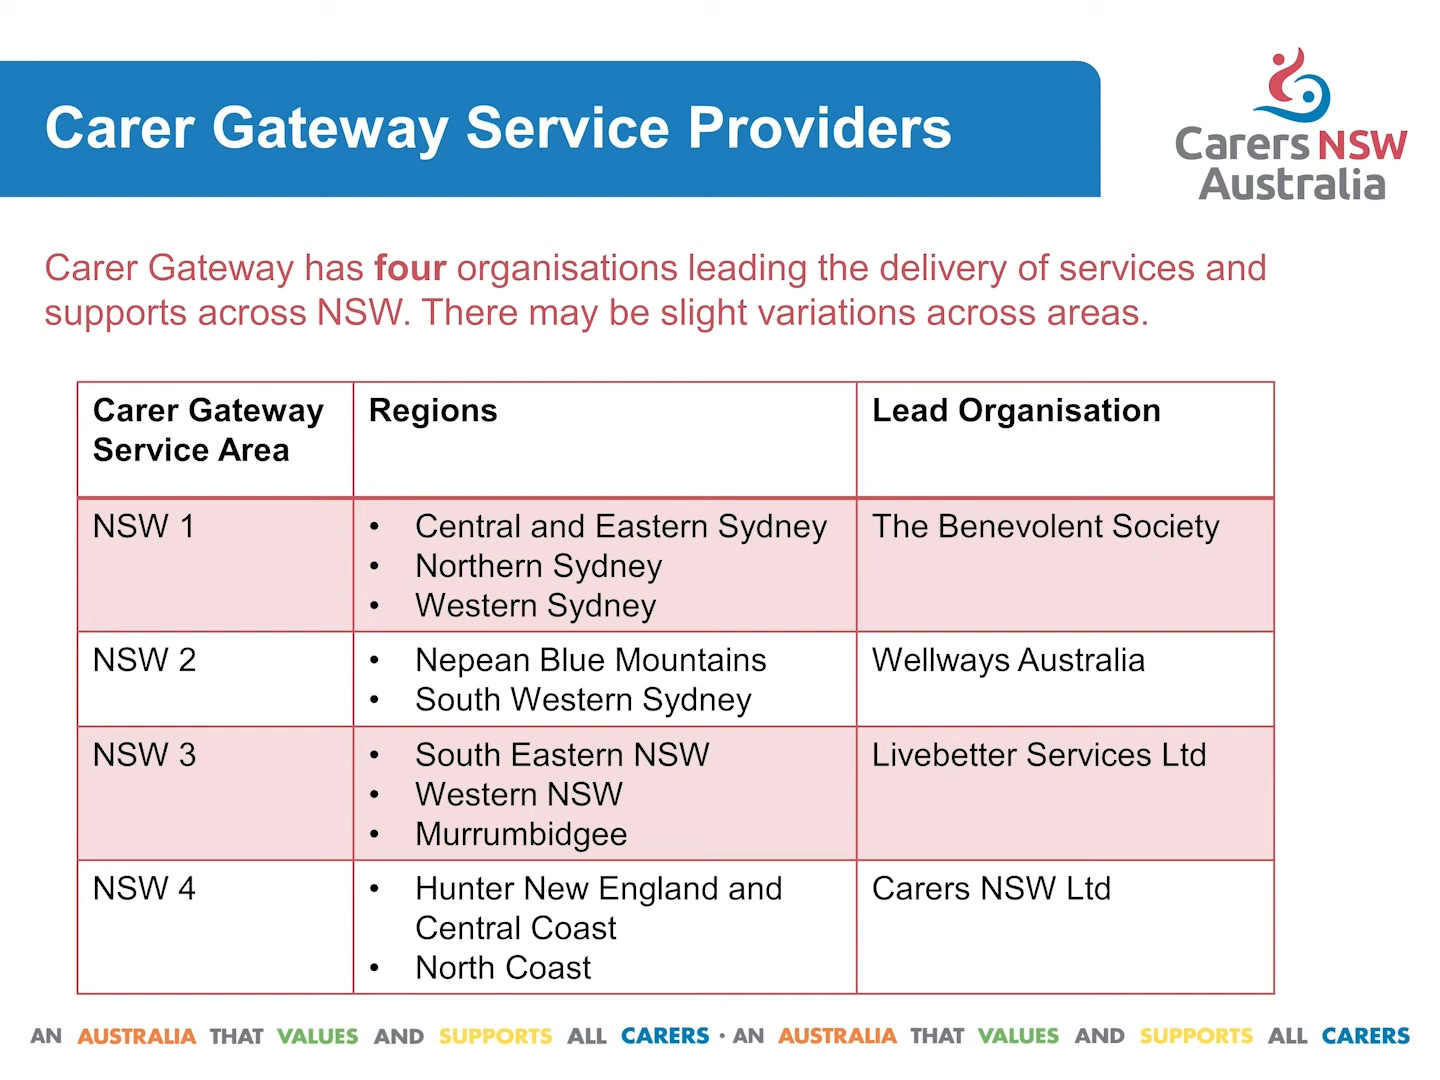 Carer Gateway Service Providers
Carers NSW
Australia
Carer Gateway has four organisations leading the delivery of services and
supports across NSW. There may be slight variations across areas.
Carer Gateway
Service Area
Regions
Lead Organisation
NSW 1
• Central and Eastern Sydney
• Northern Sydney
• Western Sydney
The Benevolent Society
NSW 2
• Nepean Blue Mountains
• South Western Sydney
Wellways Australia
NSW 3
• South Eastern NSW
• Western NSW
• Murrumbidgee
Livebetter Services Ltd
NSW 4
• Hunter New England and
Central Coast
• North Coast
Carers NSW Ltd
AN AUSTRALIA THAT VALUES AND SUPPORTS ALL CARERS · AN AUSTRALIA THAT VALUES AND SUPPORTS ALL CARERS